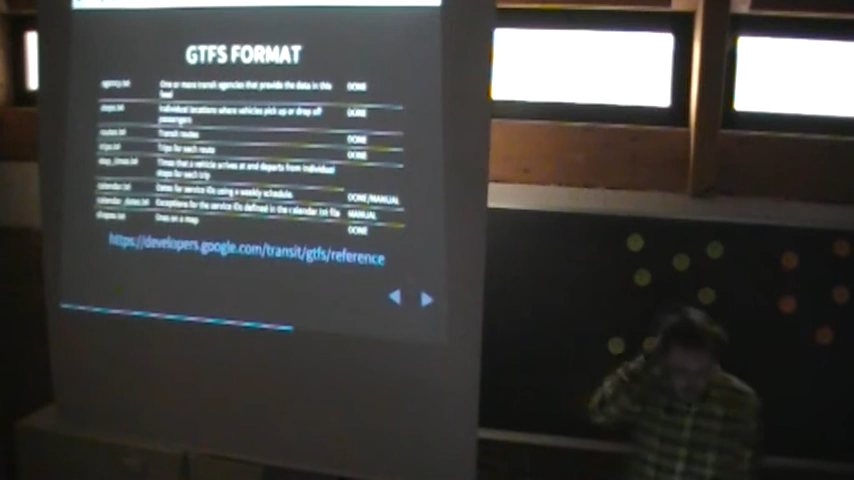 GTFS FORMAT
agency.txt One or more transit agencies that provide the data in this DONE
feed
stops.txt Individual locations where vehicles pick up or drop off DONE
passengers
routes.txt Transit routes DONE
trips.txt Trips for each route DONE
stop_times.txt Times that a vehicle arrives at and departs from individual
stops for each trip
calendar.txt Dates for service IDs using a weekly schedule. DONE/MANUAL
calendar_dates.txt Exceptions for the service IDs defined in the calendar.txt file MANUAL
shapes.txt on a map DONE
https://developers.google.com/transit/gtfs/reference